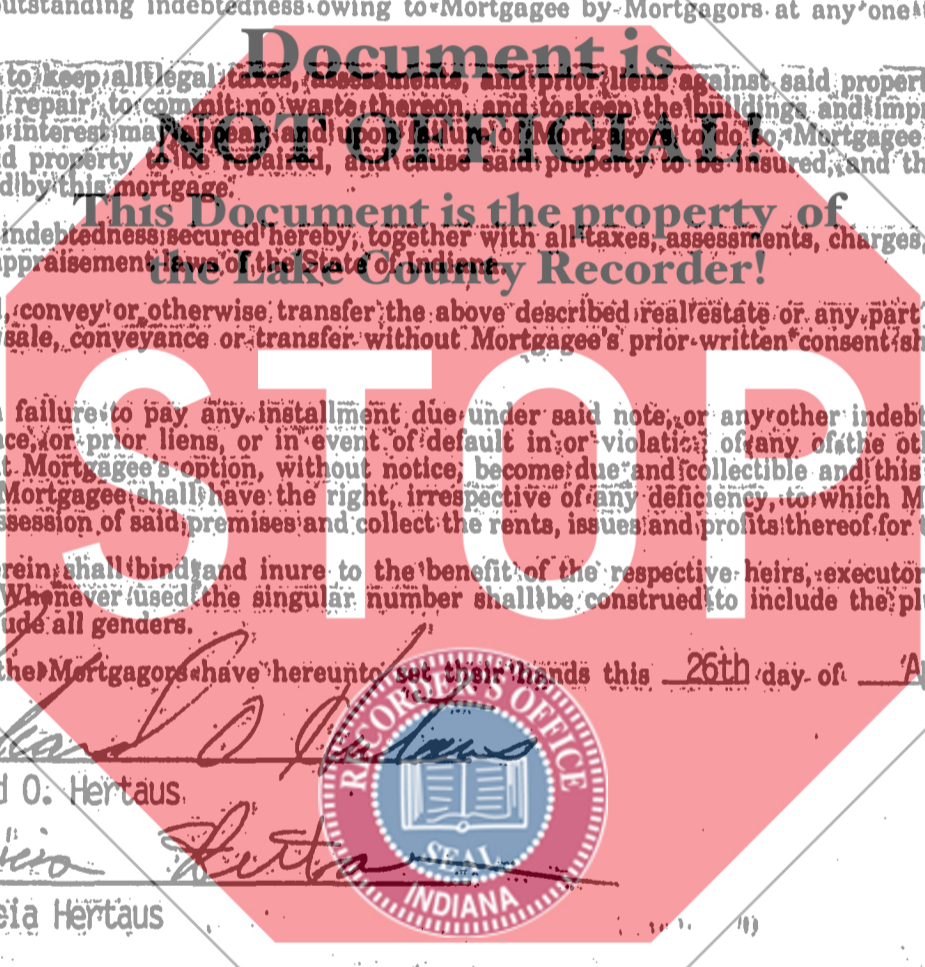 outstanding indebtedness owing to Mortgagee by Mortgagors at any one
Document is
to keep all legal taxes, assessments, and prior liens against said propert
repair, to commit no waste thereon, and to keep the buildings and imp
interest may appear, and upon failure of Mortgagors to do so Mortgagee
NOT OFFICIAL!
property to be repaired, and cause said property to be insured, and th
by this mortgage.
This Document is the property of
indebtedness secured hereby, together with all taxes, assessments, charges,
appraisement laws of the State of Indiana.
the Lake County Recorder!
, convey or otherwise transfer the above described real estate or any part
sale, conveyance or transfer without Mortgagee's prior written consent sh
STOP
failure to pay any installment due under said note, or any other indebt
ce, or prior liens, or in event of default in or violation of any of the oth
t Mortgagee's option, without notice, become due and collectible and this
Mortgagee shall have the right, irrespective of any deficiency, to which M
ssession of said premises and collect the rents, issues and profits thereof for
rein shall bind and inure to the benefit of the respective heirs, executor
Whenever used the singular number shall be construed to include the pl
ude all genders.
the Mortgagors have hereunto set their hands this 26th day of A
d O. Hertaus
eia Hertaus
RECORDER'S OFFICE
SEAL
INDIANA